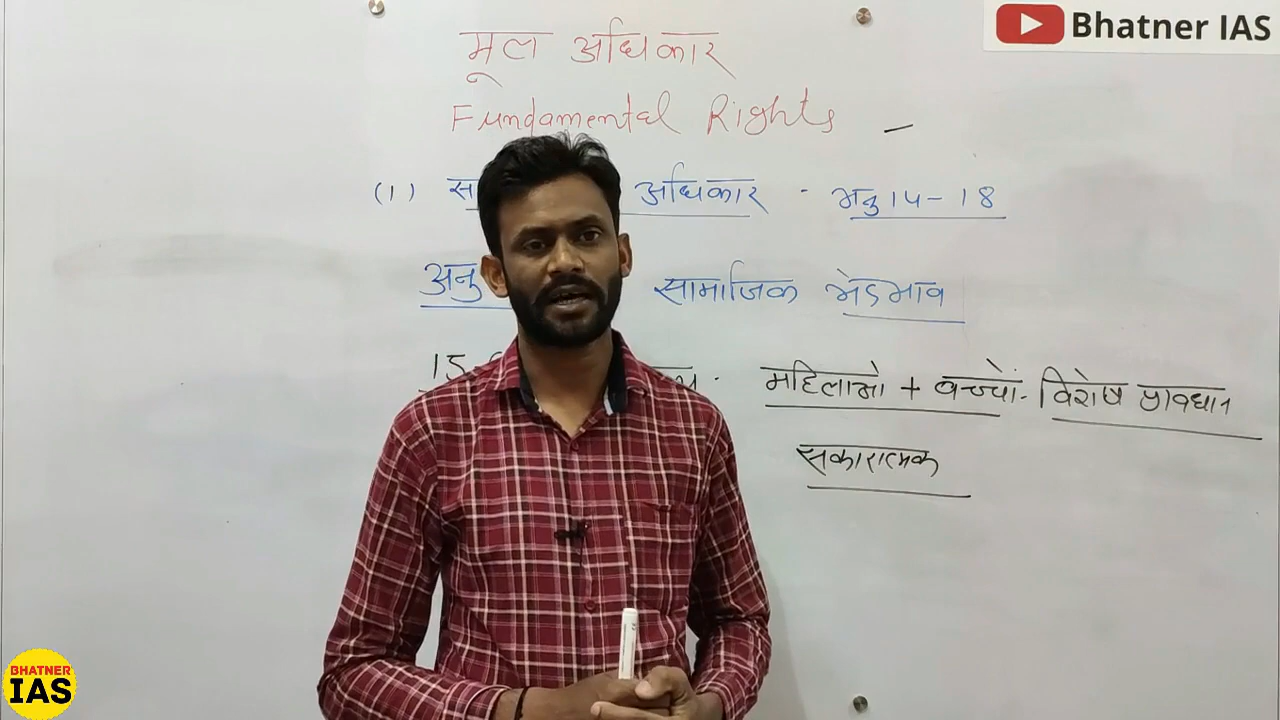 Bhatner IAS
मूल अधिकार
Fundamental Rights —
(1) स अधिकार - अनु 14-18
अनु सामाजिक भेदभाव
15 महिलाओ + बच्चों. विशेष प्रावधान
सकारात्मक
BHATNER
IAS